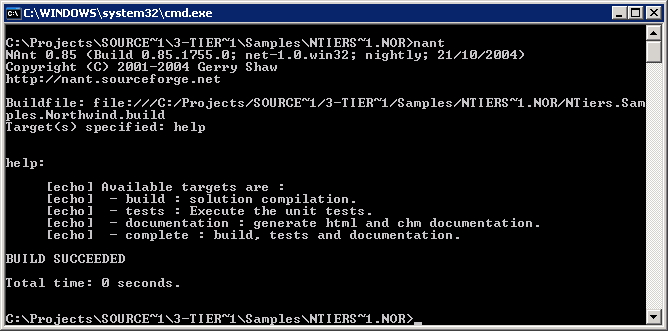 C:\WINDOWS\system32\cmd.exe
C:\Projects\SOURCE~1\3-TIER~1\Samples\NTIERS~1.NOR>nant
NAnt 0.85 (Build 0.85.1755.0; net-1.0.win32; nightly; 21/10/2004)
Copyright (C) 2001-2004 Gerry Shaw
http://nant.sourceforge.net
Buildfile: file:///C:/Projects/SOURCE~1/3-TIER~1/Samples/NTIERS~1.NOR/NTiers.Sam
ples.Northwind.build
Target(s) specified: help
help:
[echo] Available targets are :
[echo]  - build : solution compilation.
[echo]  - tests : Execute the unit tests.
[echo]  - documentation : generate html and chm documentation.
[echo]  - complete : build, tests and documentation.
BUILD SUCCEEDED
Total time: 0 seconds.
C:\Projects\SOURCE~1\3-TIER~1\Samples\NTIERS~1.NOR>_